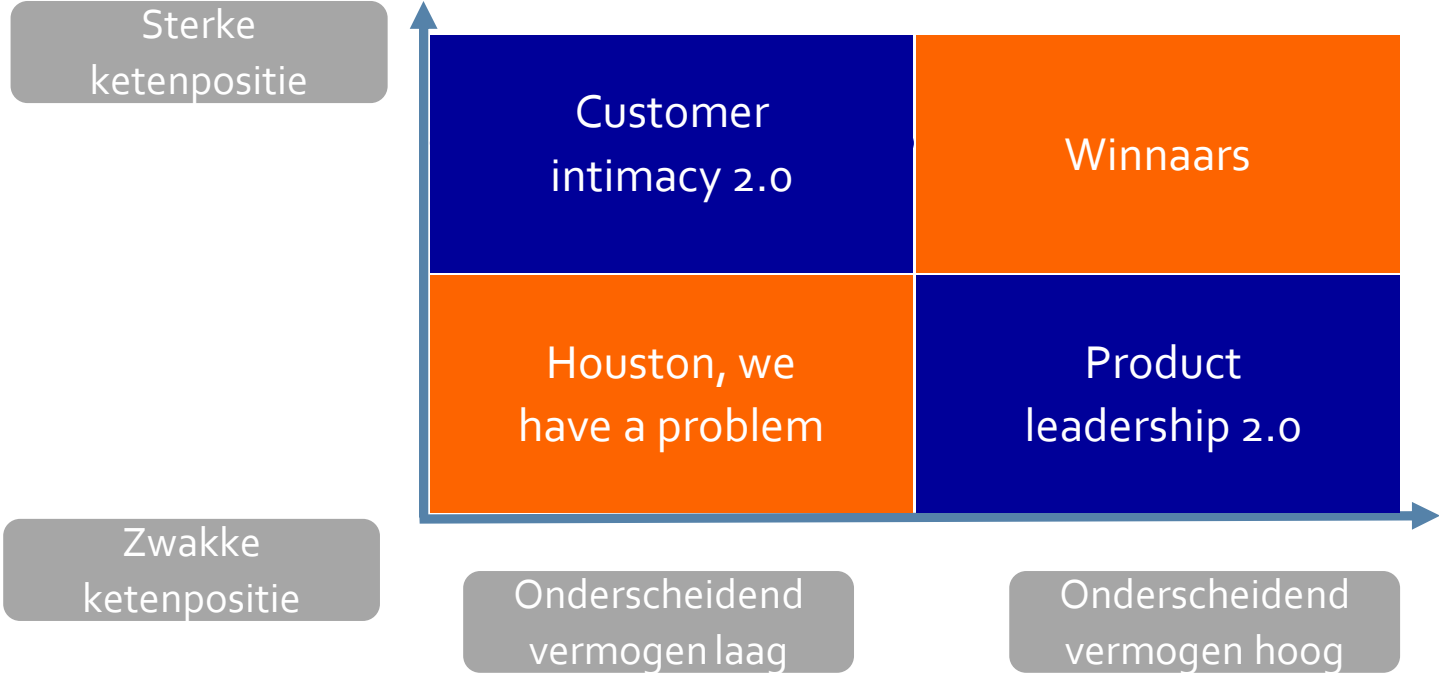 Sterke
ketenpositie
Customer
intimacy 2.0
Winnaars
Houston, we
have a problem
Product
leadership 2.0
Zwakke
ketenpositie
Onderscheidend
vermogen laag
Onderscheidend
vermogen hoog